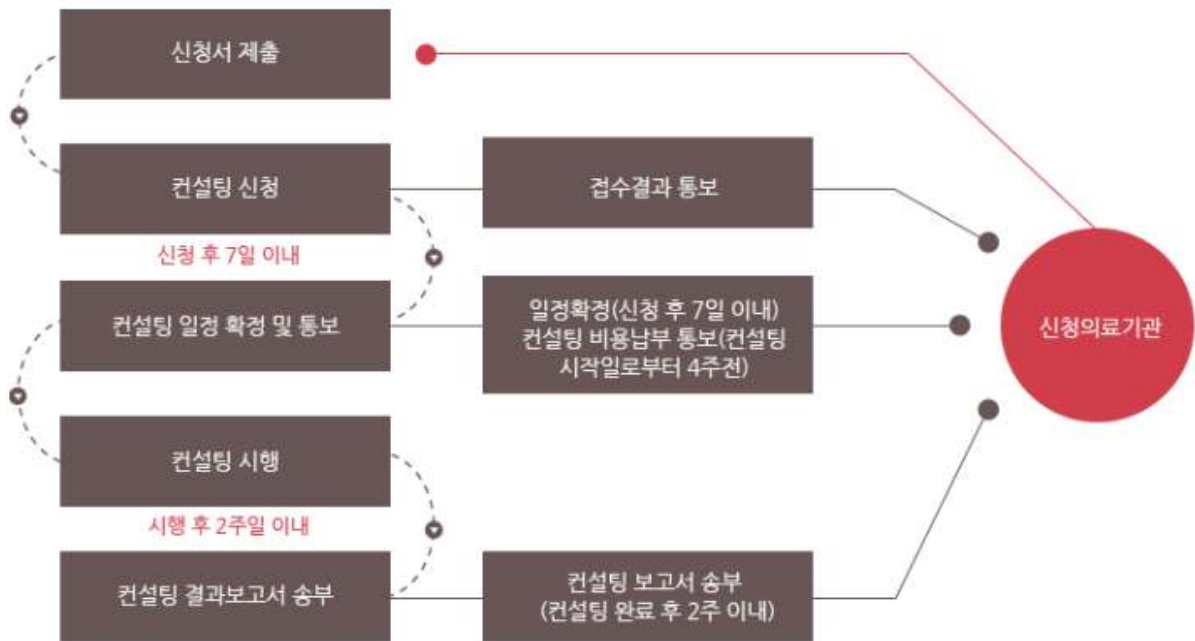 신청서 제출
컨설팅 신청
접수결과 통보
신청 후 7일 이내
컨설팅 일정 확정 및 통보
일정확정(신청 후 7일 이내)
컨설팅 비용납부 통보(컨설팅
시작일로부터 4주전)
신청의료기관
컨설팅 시행
시행 후 2주일 이내
컨설팅 결과보고서 송부
컨설팅 보고서 송부
(컨설팅 완료 후 2주 이내)